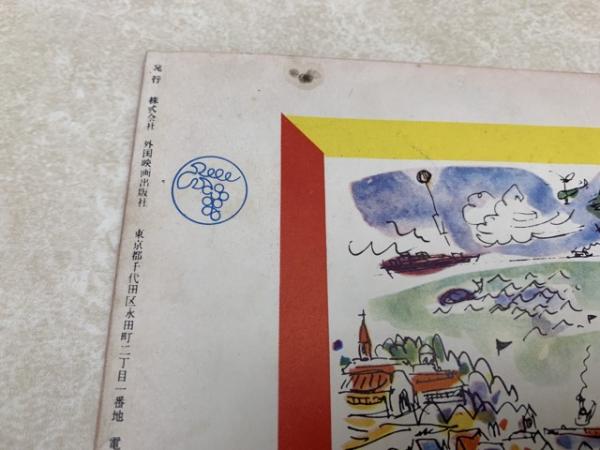 発行 株式会社 外国映画出版社 東京都千代田区永田町二丁目一番地 電